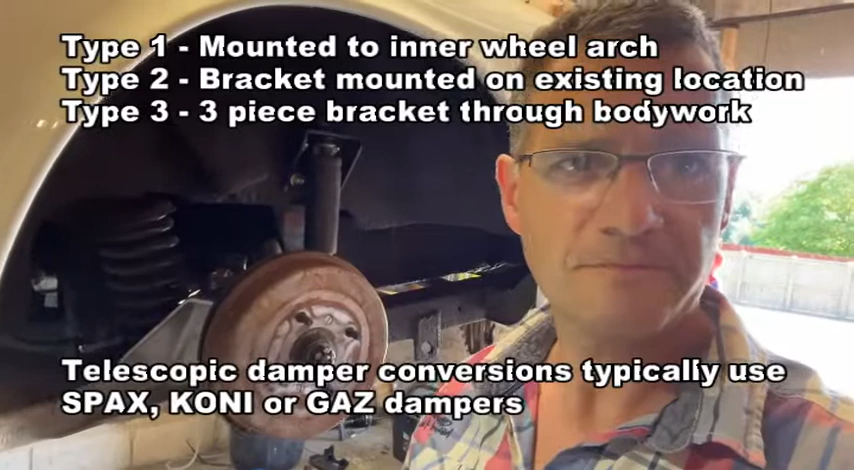 Type 1 - Mounted to inner wheel arch
Type 2 - Bracket mounted on existing location
Type 3 - 3 piece bracket through bodywork
Telescopic damper conversions typically use
SPAX, KONI or GAZ dampers